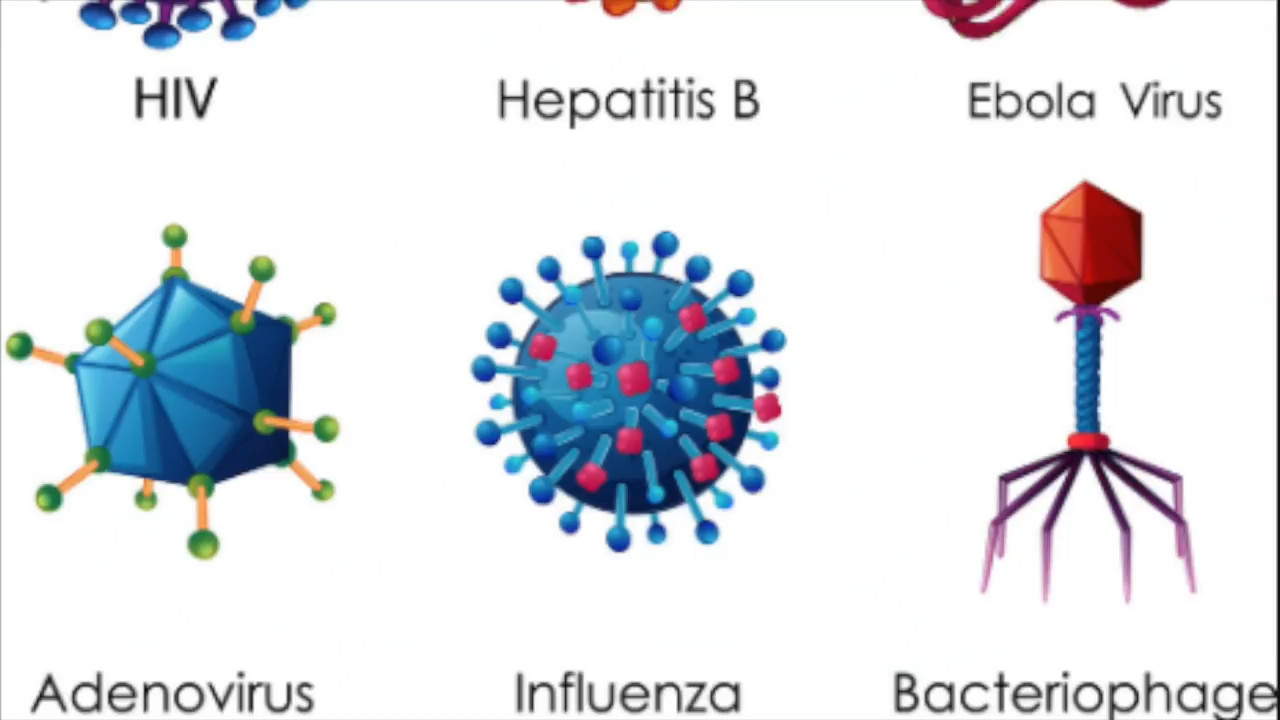 HIV
Hepatitis B
Ebola Virus
Adenovirus
Influenza
Bacteriophage